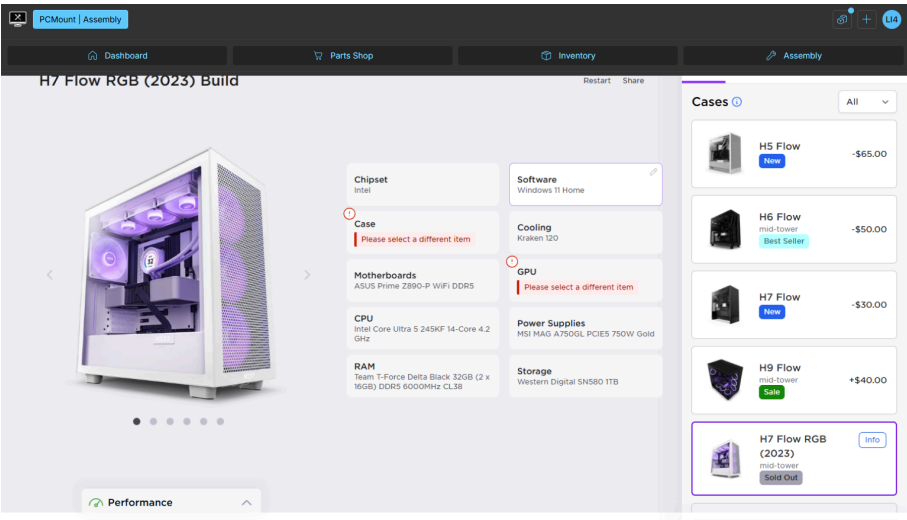 PCMount | Assembly
LI4
Dashboard
Parts Shop
Inventory
Assembly
H7 Flow RGB (2023) Build
Restart
Share
Chipset
Intel
Software
Windows 11 Home
Case
Please select a different item
Cooling
Kraken 120
Motherboards
ASUS Prime Z890-P WiFi DDR5
GPU
Please select a different item
CPU
Intel Core Ultra 5 245KF 14-Core 4.2
GHz
Power Supplies
MSI MAG A750GL PCIE5 750W Gold
RAM
Team T-Force Delta Black 32GB (2 x
16GB) DDR5 6000MHz CL38
Storage
Western Digital SN580 1TB
Performance
Cases
All
H5 Flow
New
-$65.00
H6 Flow
mid-tower
Best Seller
-$50.00
H7 Flow
New
-$30.00
H9 Flow
mid-tower
Sale
+$40.00
H7 Flow RGB
(2023)
mid-tower
Sold Out
Info